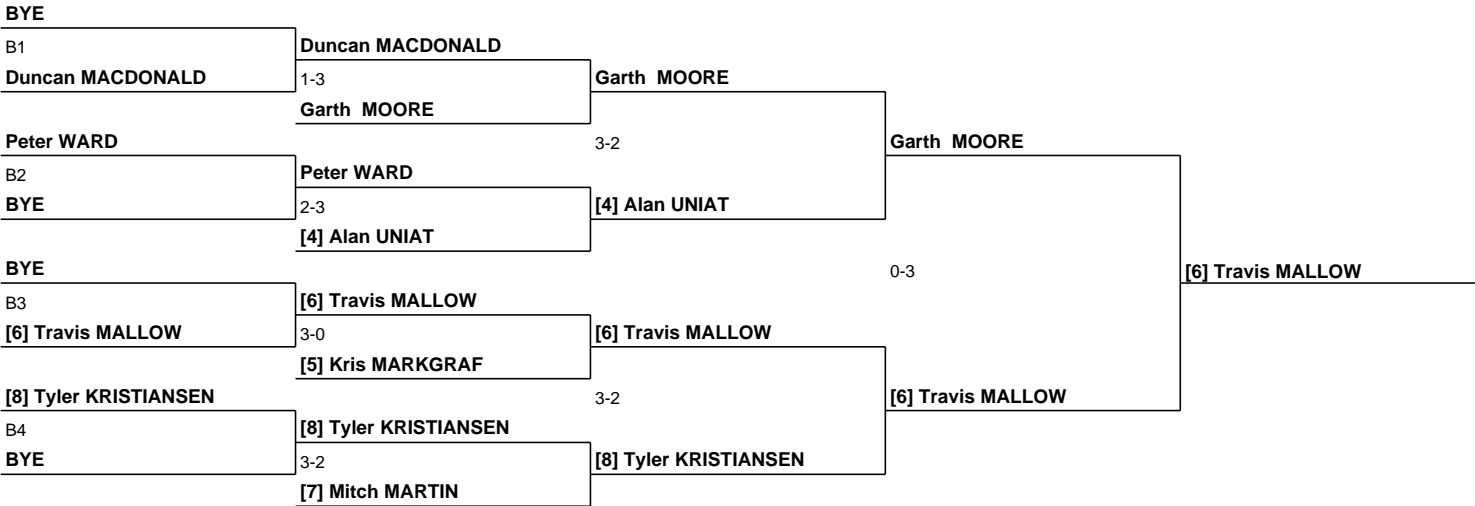 BYE
B1
Duncan MACDONALD
Duncan MACDONALD
1-3
Garth MOORE
Garth MOORE
Peter WARD
B2
BYE
Peter WARD
2-3
[4] Alan UNIAT
[4] Alan UNIAT
3-2
Garth MOORE
BYE
B3
[6] Travis MALLOW
[6] Travis MALLOW
3-0
[5] Kris MARKGRAF
[6] Travis MALLOW
[8] Tyler KRISTIANSEN
B4
BYE
[8] Tyler KRISTIANSEN
3-2
[7] Mitch MARTIN
[8] Tyler KRISTIANSEN
3-2
[6] Travis MALLOW
0-3
[6] Travis MALLOW